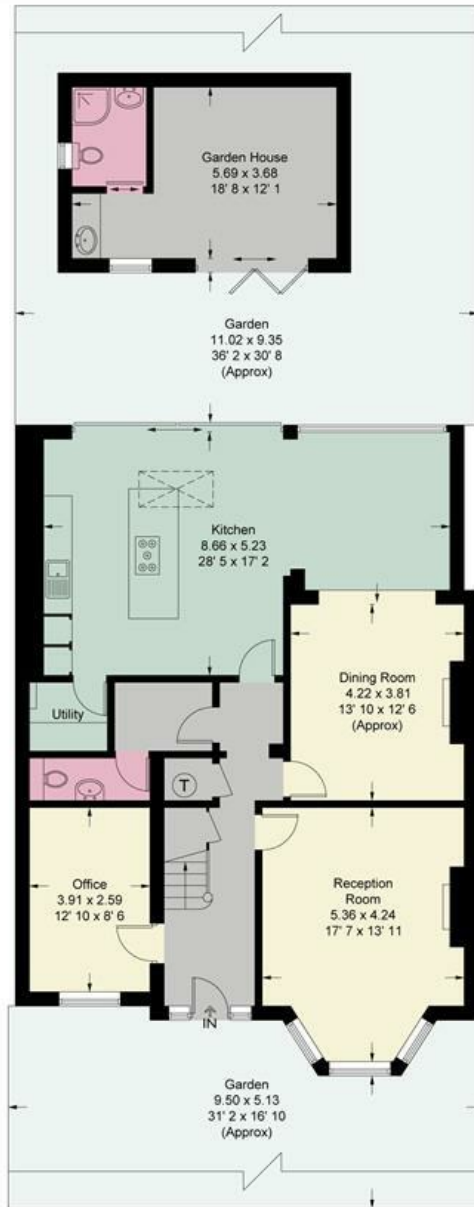 Garden House
5.69 x 3.68
18' 8 x 12' 1
Garden
11.02 x 9.35
36' 2 x 30' 8
(Approx)
Kitchen
8.66 x 5.23
28' 5 x 17' 2
Dining Room
4.22 x 3.81
13' 10 x 12' 6
(Approx)
Utility
T
Office
3.91 x 2.59
12' 10 x 8' 6
Reception
Room
5.36 x 4.24
17' 7 x 13' 11
IN
Garden
9.50 x 5.13
31' 2 x 16' 10
(Approx)